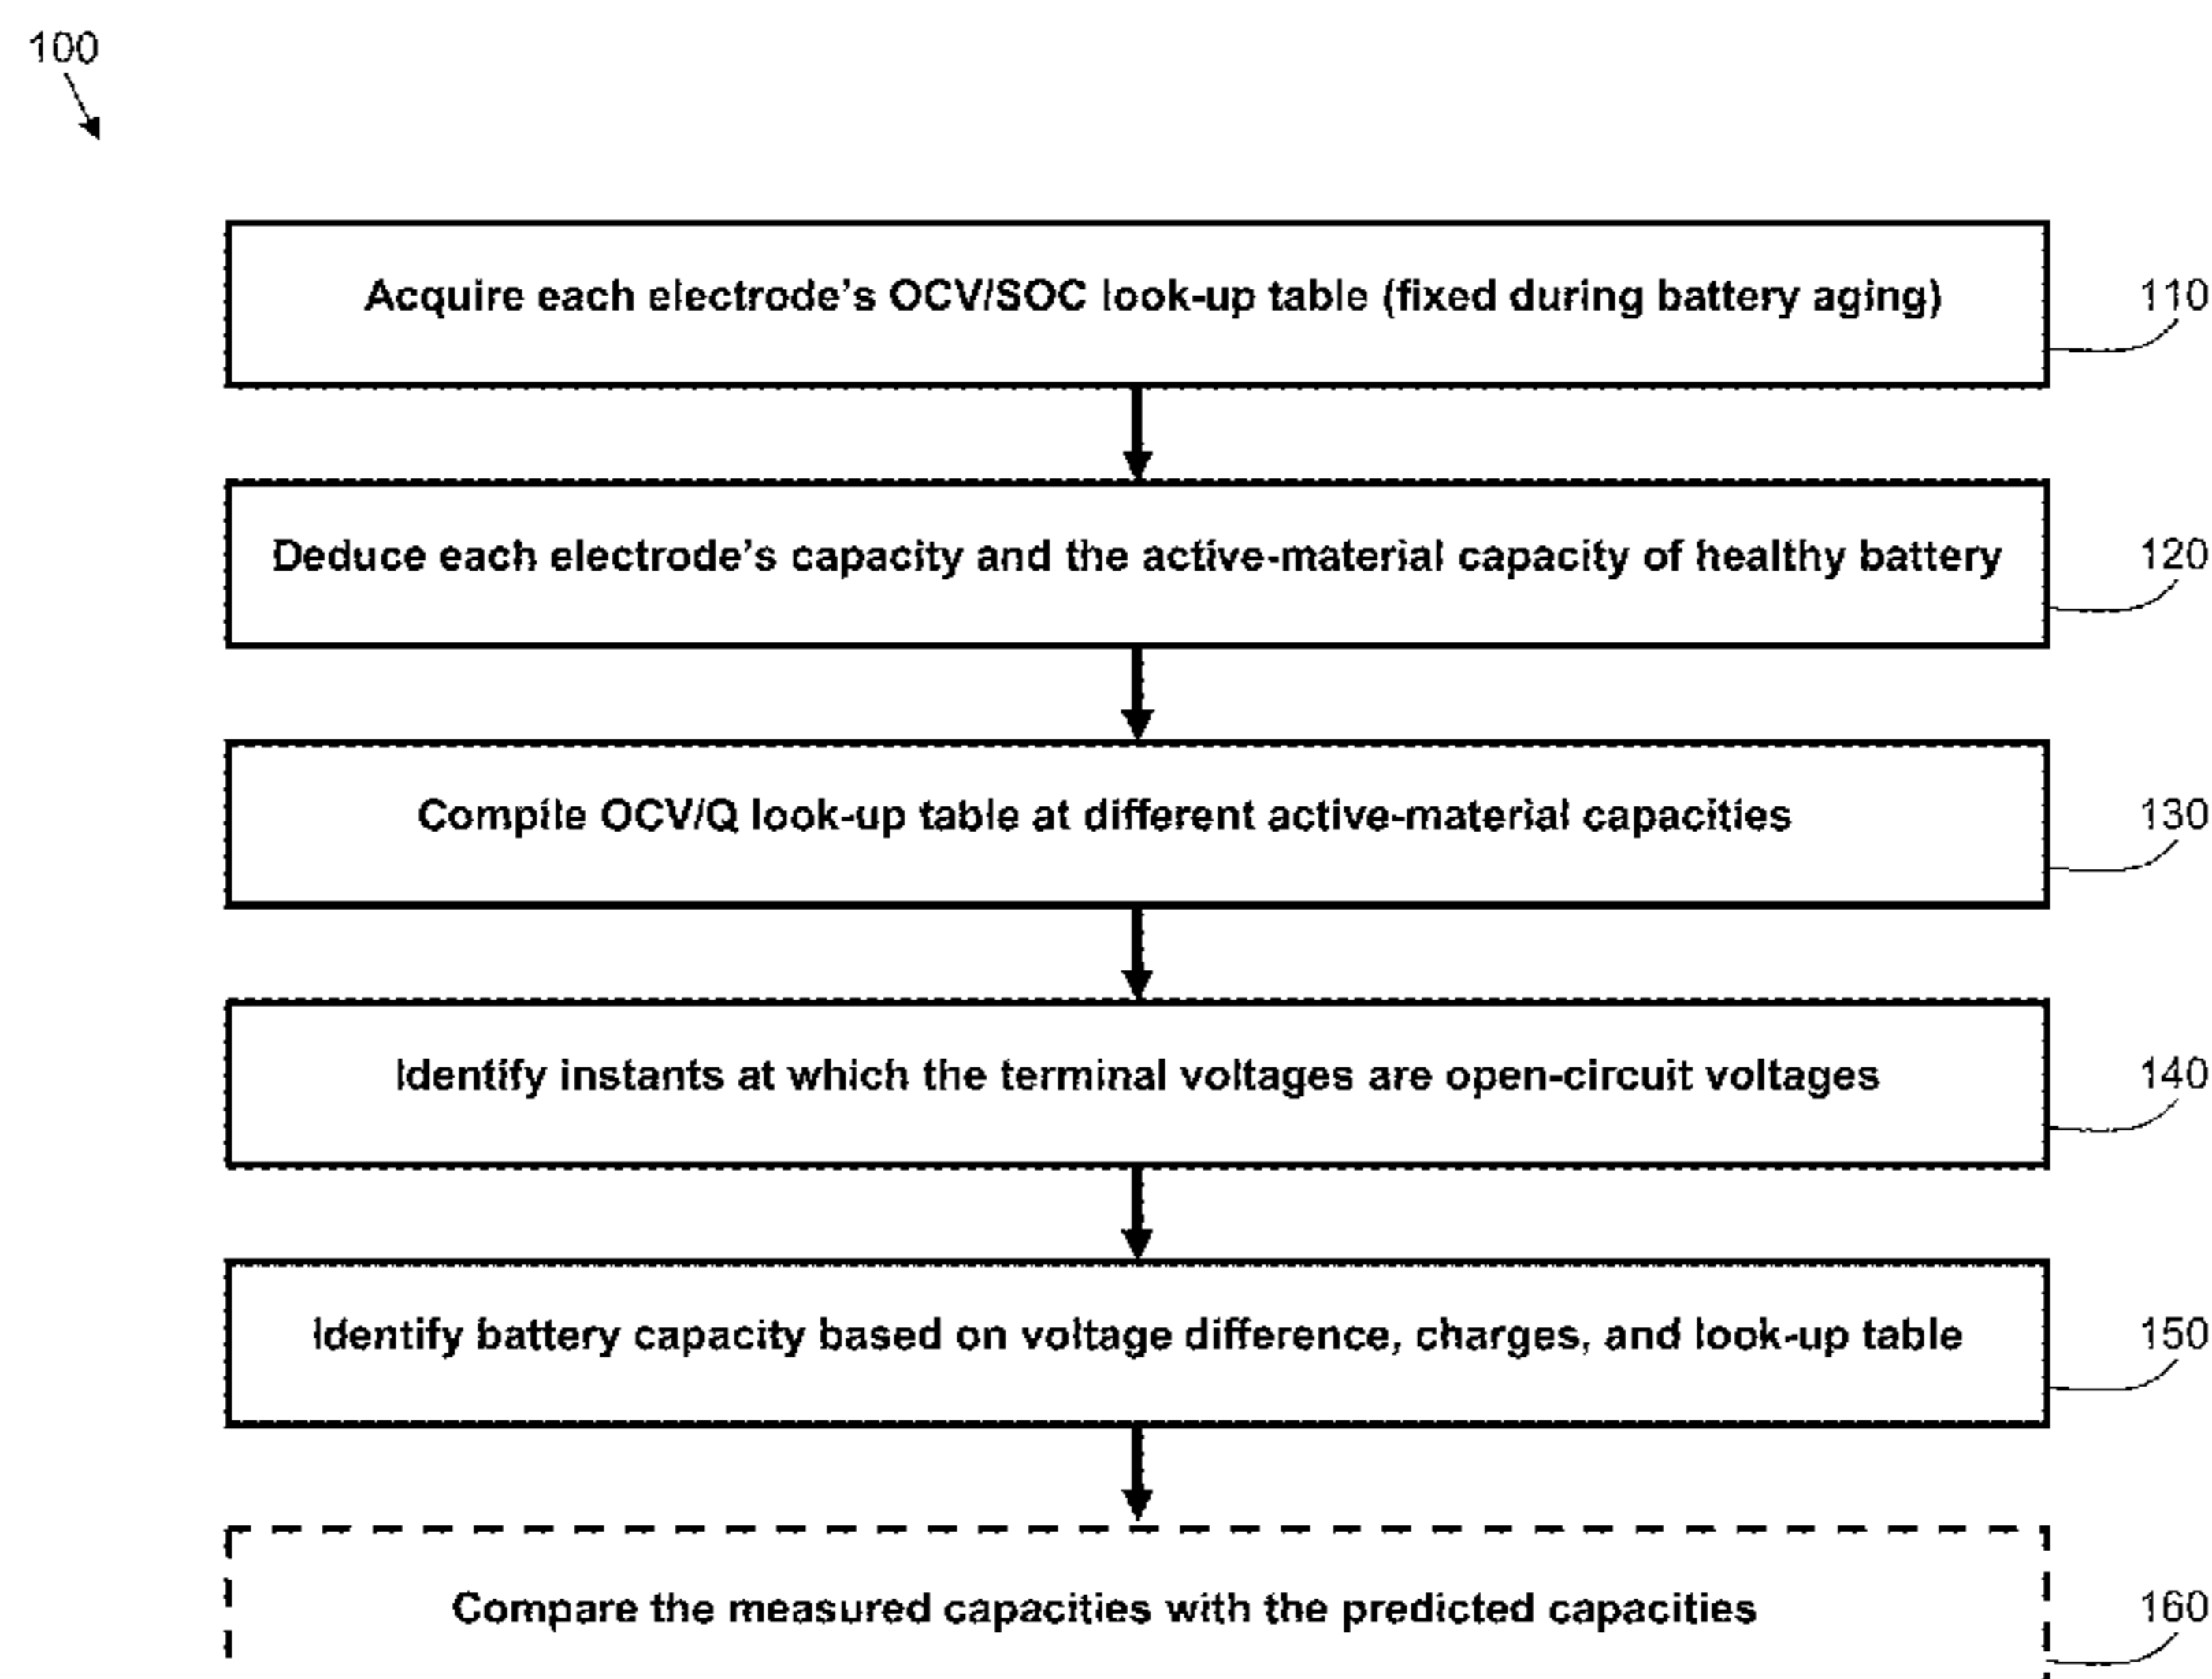 100
Acquire each electrode's OCV/SOC look-up table (fixed during battery aging)
110
Deduce each electrode's capacity and the active-material capacity of healthy battery
120
Compile OCV/Q look-up table at different active-material capacities
130
Identify instants at which the terminal voltages are open-circuit voltages
140
Identify battery capacity based on voltage difference, charges, and look-up table
150
Compare the measured capacities with the predicted capacities
160